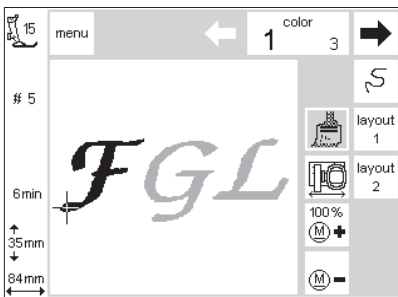 15
menu
color
1 3
# 5
layout
1
layout
2
FGL
6min
100%
M +
35mm
84mm
M -